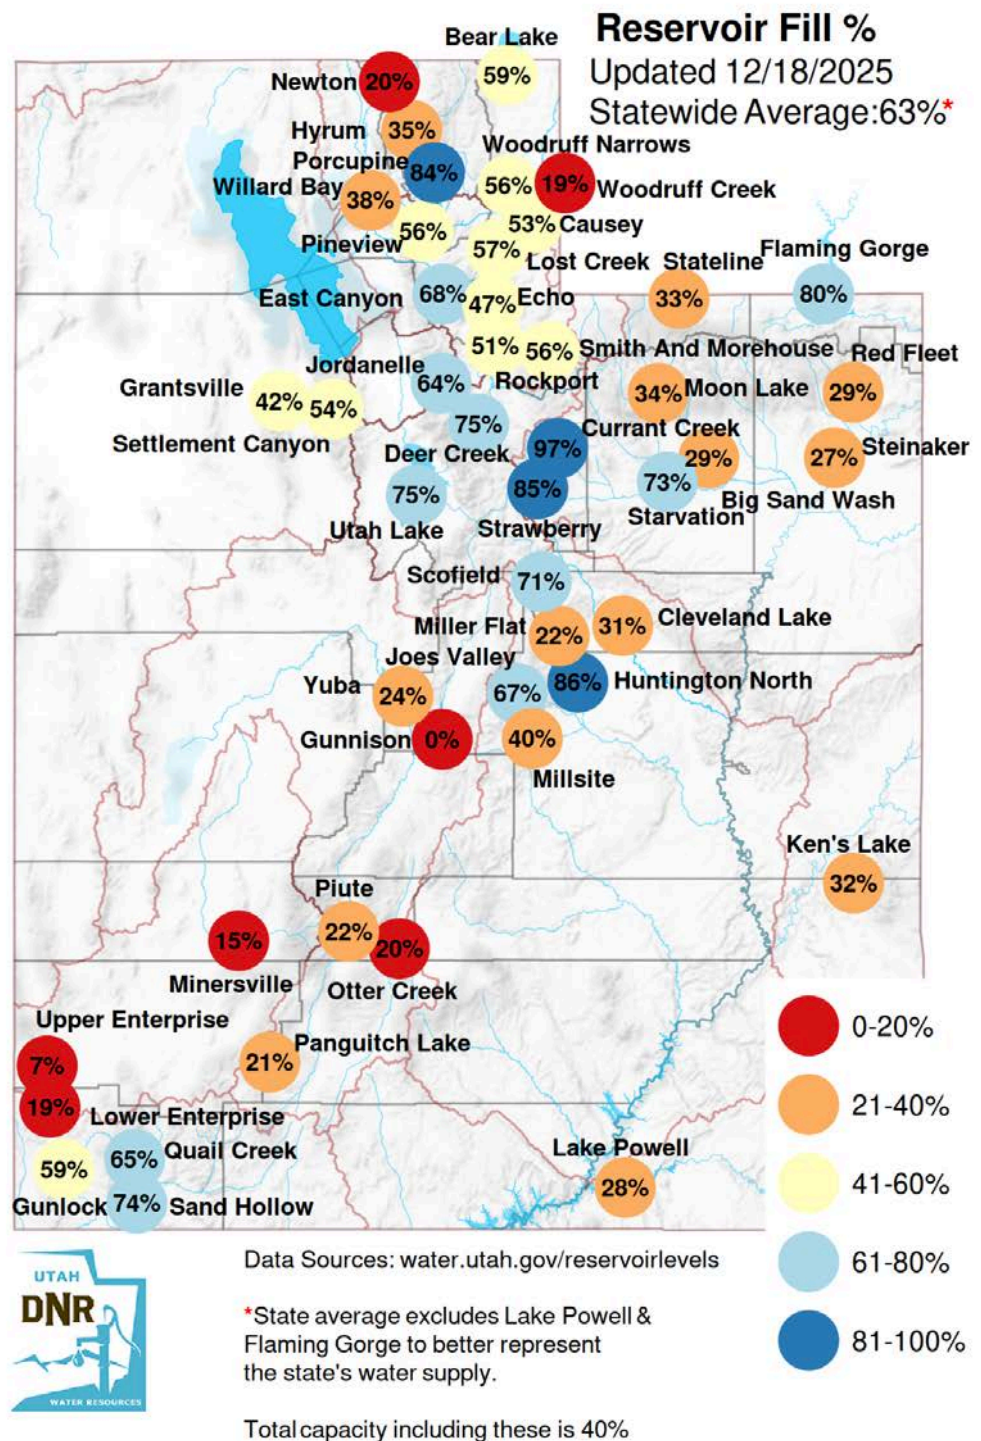 Reservoir Fill %
Updated 12/18/2025
Statewide Average:63%*
Bear Lake
59%
Newton 20%
Hyrum 35%
Porcupine 84%
Woodruff Narrows
56%
19% Woodruff Creek
Willard Bay 38%
53% Causey
Pineview 56%
57%
Lost Creek
Stateline
33%
Flaming Gorge
80%
East Canyon 68%
47% Echo
51%
Rockport
56% Smith And Morehouse
Red Fleet
29%
Jordanelle
64%
34% Moon Lake
Grantsville
42%
54%
Settlement Canyon
75%
Deer Creek
Currant Creek
97%
29%
Big Sand Wash
27% Steinaker
73%
Starvation
85%
Strawberry
75%
Utah Lake
Scofield 71%
Miller Flat 22%
31% Cleveland Lake
Joes Valley
67%
86% Huntington North
Yuba 24%
Gunnison 0%
40%
Millsite
Ken's Lake
32%
Piute
22%
20%
Otter Creek
15%
Minersville
Upper Enterprise
7%
Panguitch Lake
21%
19%
Lower Enterprise
65% Quail Creek
59%
Gunlock
74% Sand Hollow
Lake Powell
28%
0-20%
21-40%
41-60%
61-80%
81-100%
UTAH
DNR
WATER RESOURCES
Data Sources: water.utah.gov/reservoirlevels
*State average excludes Lake Powell &
Flaming Gorge to better represent
the state's water supply.
Total capacity including these is 40%